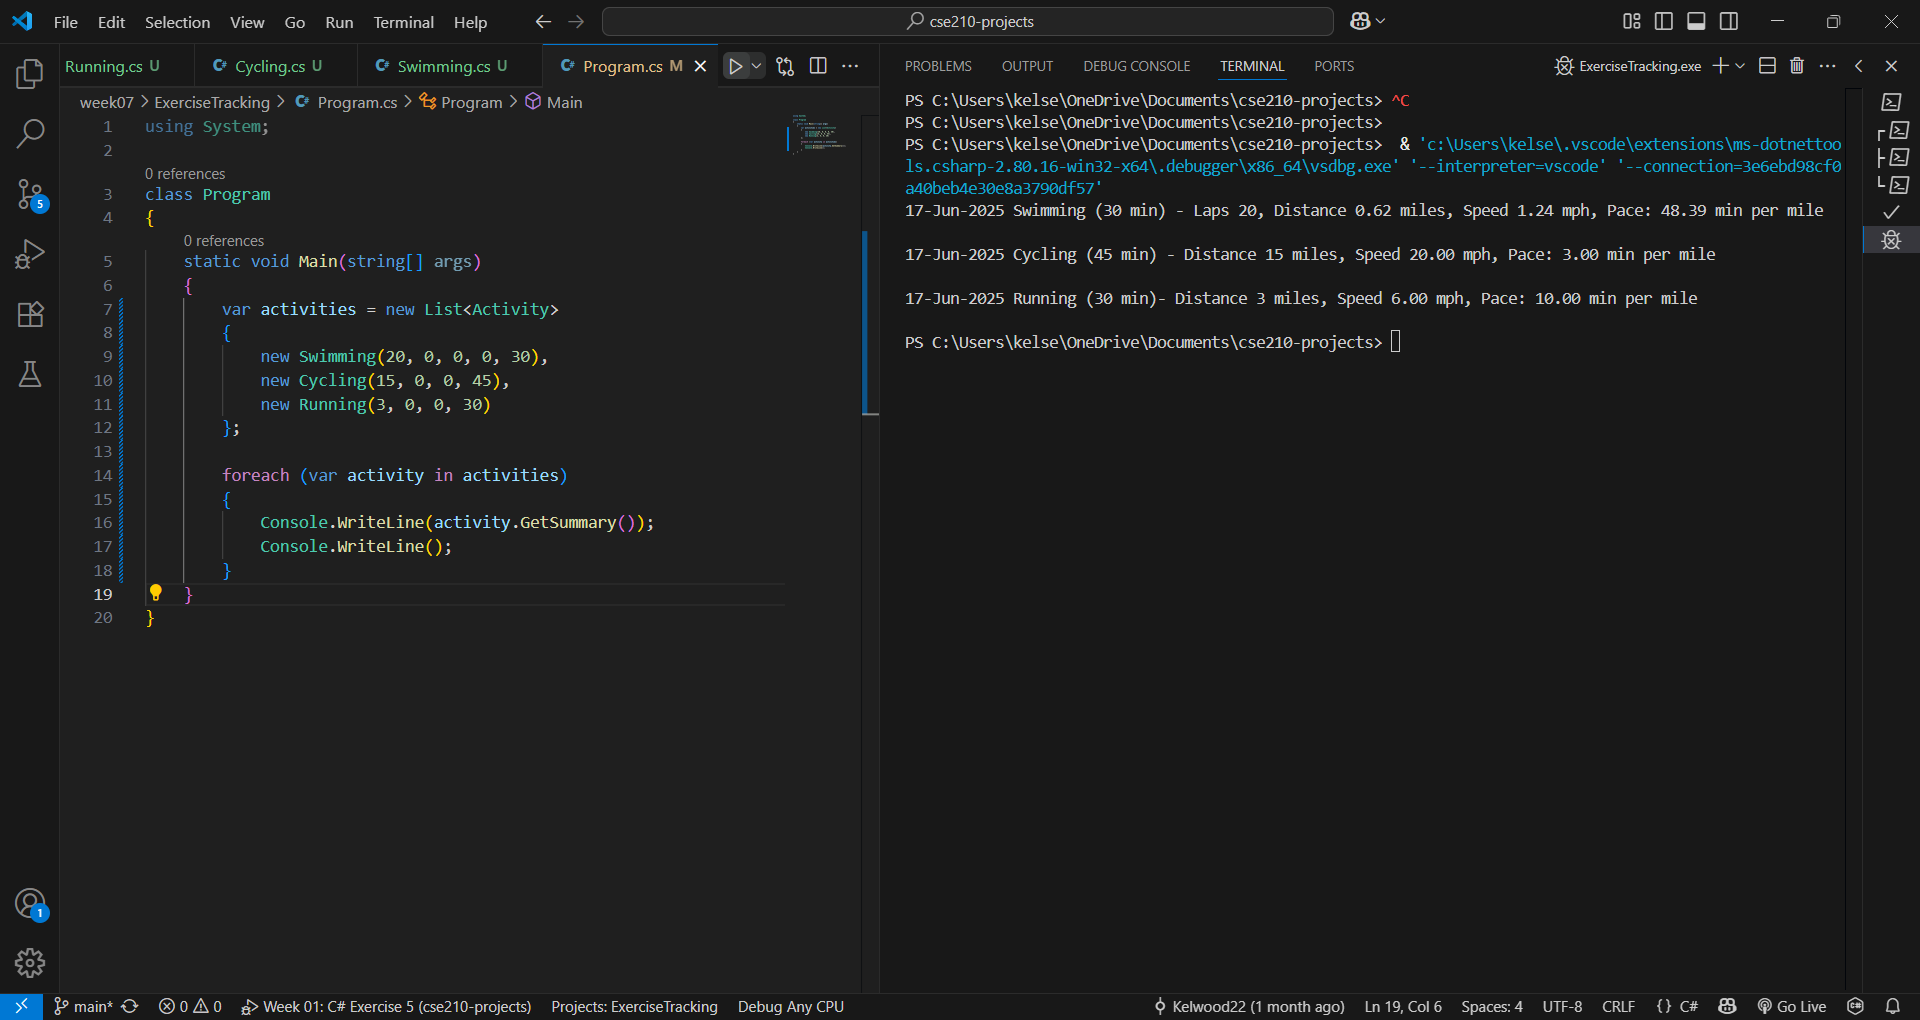 File Edit Selection View Go Run Terminal Help
cse210-projects
Running.cs U
C# Cycling.cs U
C# Swimming.cs U
C# Program.cs M
week07 > ExerciseTracking > C# Program.cs > Program > Main
1 using System;
2
0 references
3 class Program
4 {
0 references
5 static void Main(string[] args)
6 {
7 var activities = new List<Activity>
8 {
9 new Swimming(20, 0, 0, 0, 30),
10 new Cycling(15, 0, 0, 45),
11 new Running(3, 0, 0, 30)
12 };
13
14 foreach (var activity in activities)
15 {
16 Console.WriteLine(activity.GetSummary());
17 Console.WriteLine();
18 }
19 }
20 }
PROBLEMS OUTPUT DEBUG CONSOLE TERMINAL PORTS
ExerciseTracking.exe
PS C:\Users\kelse\OneDrive\Documents\cse210-projects> ^C
PS C:\Users\kelse\OneDrive\Documents\cse210-projects>
PS C:\Users\kelse\OneDrive\Documents\cse210-projects> & 'c:\Users\kelse\.vscode\extensions\ms-dotnettoo
ls.csharp-2.80.16-win32-x64\.debugger\x86_64\vsdbg.exe' '--interpreter=vscode' '--connection=3e6ebd98cf0
a40beb4e30e8a3790df57'
17-Jun-2025 Swimming (30 min) - Laps 20, Distance 0.62 miles, Speed 1.24 mph, Pace: 48.39 min per mile
17-Jun-2025 Cycling (45 min) - Distance 15 miles, Speed 20.00 mph, Pace: 3.00 min per mile
17-Jun-2025 Running (30 min)- Distance 3 miles, Speed 6.00 mph, Pace: 10.00 min per mile
PS C:\Users\kelse\OneDrive\Documents\cse210-projects>
5
1
main* 0 0 Week 01: C# Exercise 5 (cse210-projects) Projects: ExerciseTracking Debug Any CPU
Kelwood22 (1 month ago) Ln 19, Col 6 Spaces: 4 UTF-8 CRLF {} C# Go Live